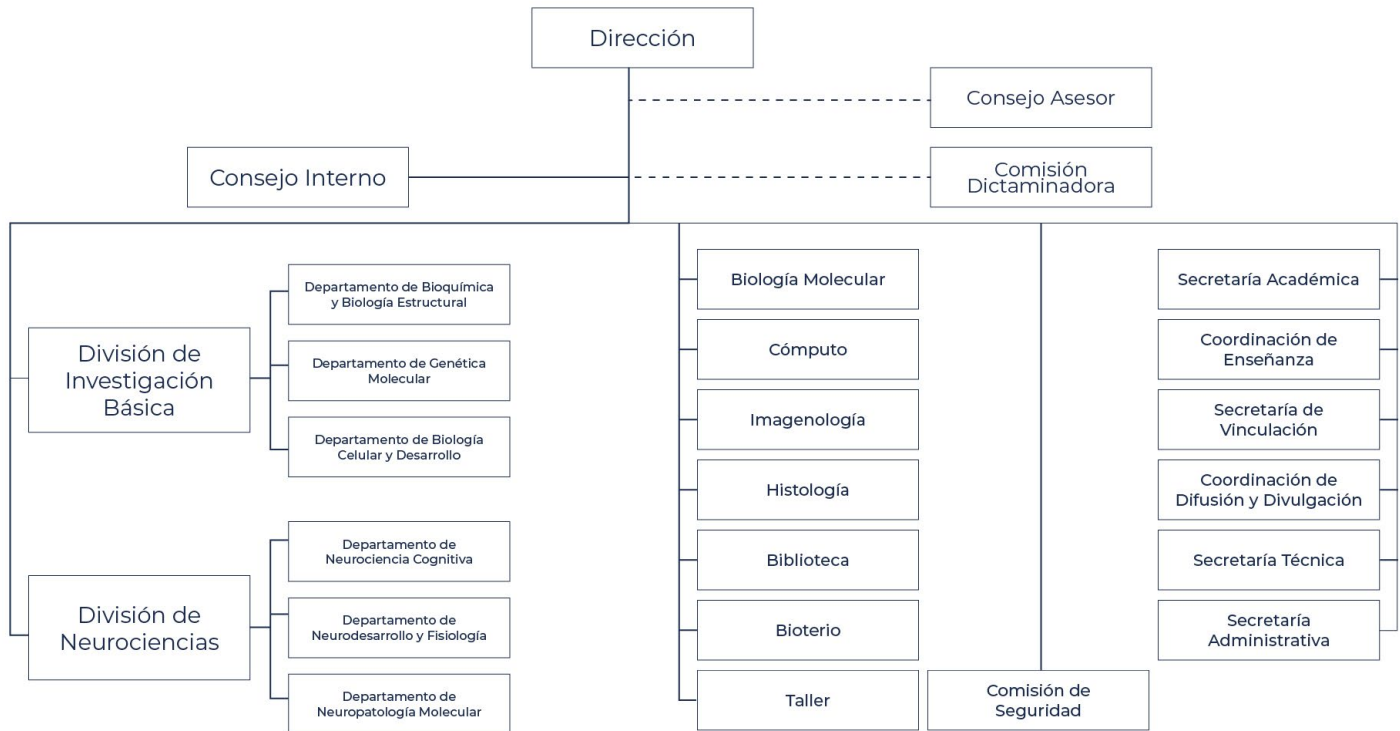 Dirección
Consejo Asesor
Consejo Interno
Comisión
Dictaminadora
División de
Investigación
Básica
Departamento de Bioquímica
y Biología Estructural
Departamento de Genética
Molecular
Departamento de Biología
Celular y Desarrollo
División de
Neurociencias
Departamento de
Neurociencia Cognitiva
Departamento de
Neurodesarrollo y Fisiología
Departamento de
Neuropatología Molecular
Biología Molecular
Cómputo
Imagenología
Histología
Biblioteca
Bioterio
Taller
Comisión de
Seguridad
Secretaría Académica
Coordinación de
Enseñanza
Secretaría de
Vinculación
Coordinación de
Difusión y Divulgación
Secretaría Técnica
Secretaría
Administrativa